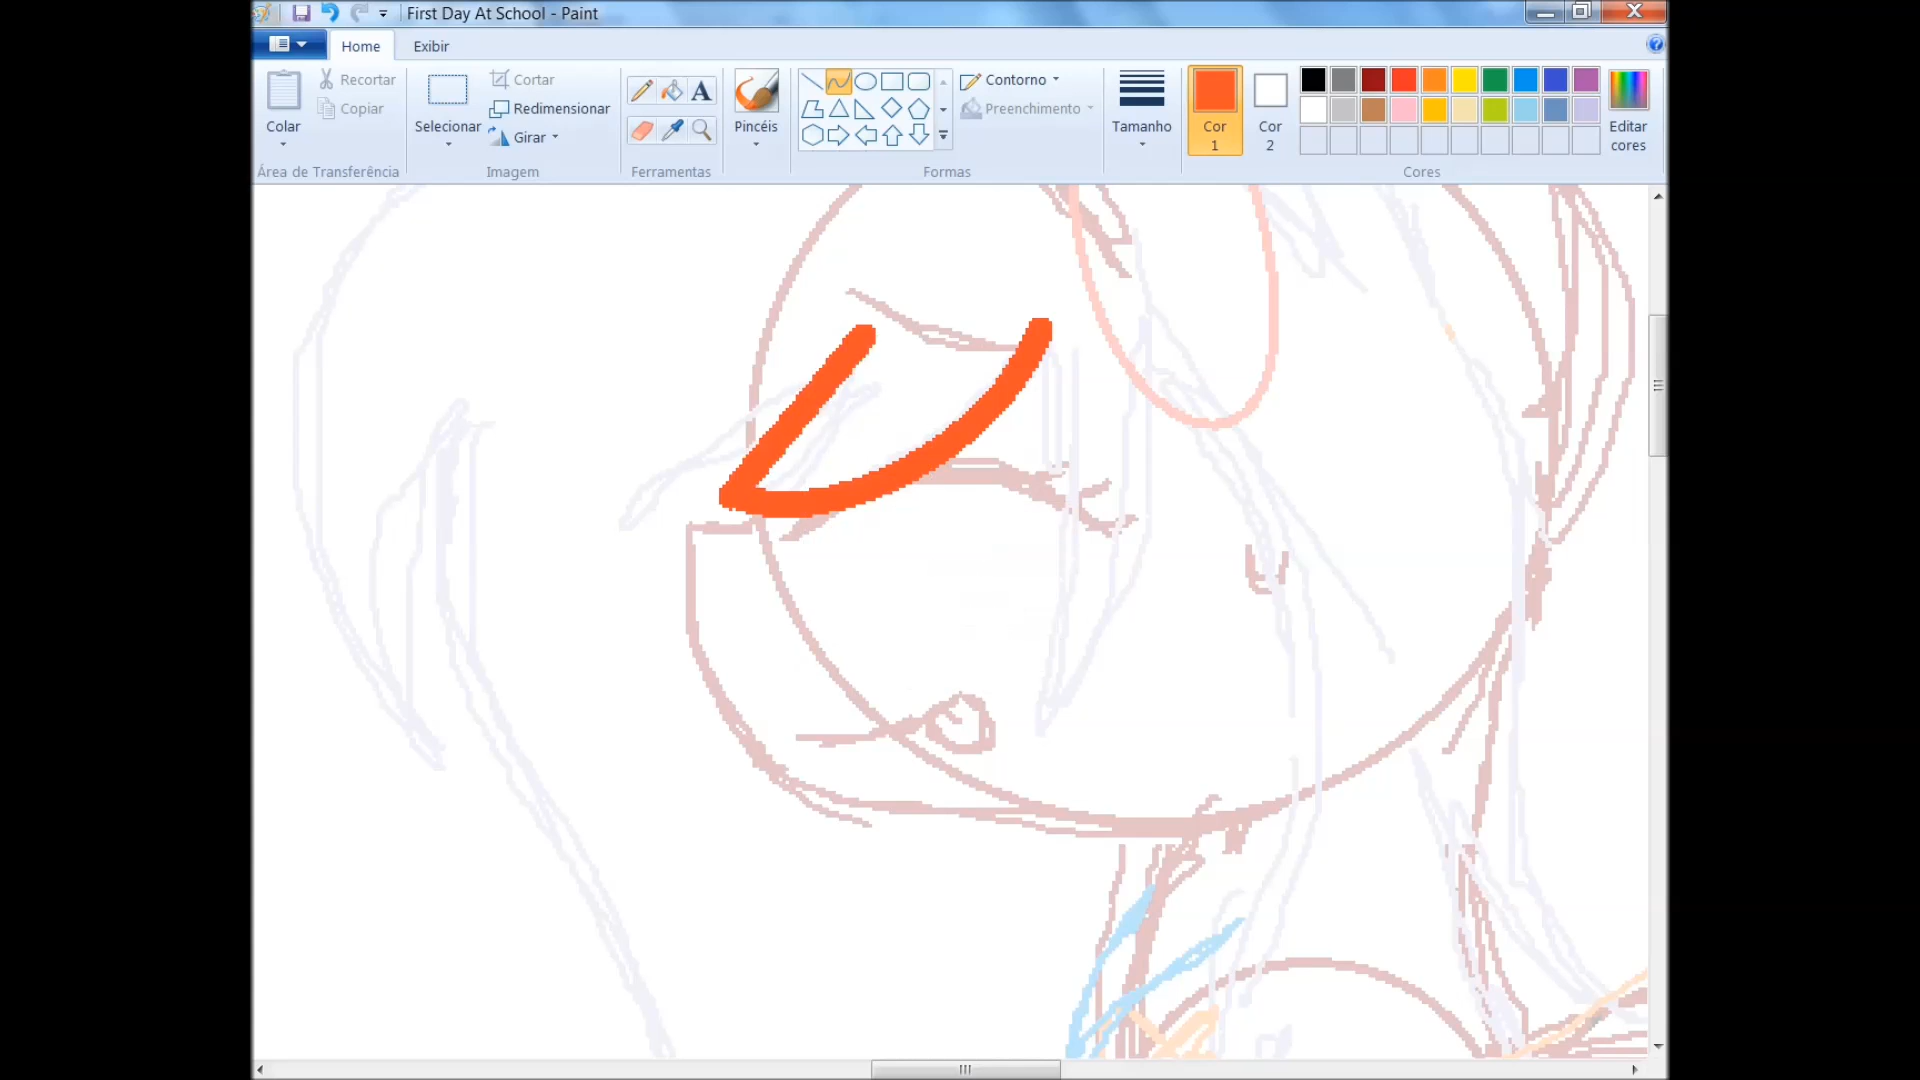 First Day At School - Paint
Home
Exibir
Colar
Recortar
Copiar
Área de Transferência
Selecionar
Cortar
Redimensionar
Girar
Imagem
A
Ferramentas
Pincéis
Contorno
Preenchimento
Formas
Tamanho
Cor
1
Cor
2
Editar
cores
Cores